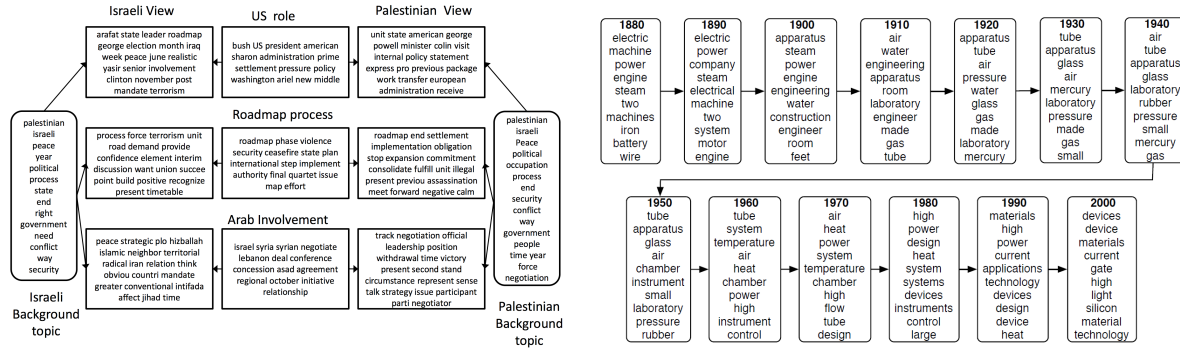 Israeli View
US role
Palestinian View
arafat state leader roadmap
george election month iraq
week peace june realistic
yasir senior involvement
clinton november post
mandate terrorism
bush US president american
sharon administration prime
settlement pressure policy
washington ariel new middle
unit state american george
powell minister colin visit
internal policy statement
express pro previous package
work transfer european
administration receive
Roadmap process
process force terrorism unit
road demand provide
confidence element interim
discussion want union succee
point build positive recognize
present timetable
roadmap phase violence
security ceasefire state plan
international step implement
authority final quartet issue
map effort
roadmap end settlement
implementation obligation
stop expansion commitment
consolidate fulfill unit illegal
present previou assassination
meet forward negative calm
Arab Involvement
peace strategic plo hizballah
islamic neighbor territorial
radical iran relation think
obviou countri mandate
greater conventional intifada
affect jihad time
israel syria syrian negotiate
lebanon deal conference
concession asad agreement
regional october initiative
relationship
track negotiation official
leadership position
withdrawal time victory
present second stand
circumstance represent sense
talk strategy issue participant
parti negotiator
palestinian
israeli
peace
year
political
process
state
end
right
government
need
conflict
way
security
Israeli
Background
topic
palestinian
israeli
Peace
political
occupation
process
end
security
conflict
way
government
people
time year
force
negotiation
Palestinian
Background
topic
1880
electric
machine
power
engine
steam
two
machines
iron
battery
wire
1890
electric
power
company
steam
electrical
machine
two
system
motor
engine
1900
apparatus
steam
power
engine
engineering
water
construction
engineer
room
feet
1910
air
water
engineering
apparatus
room
laboratory
engineer
made
gas
tube
1920
apparatus
tube
air
pressure
water
glass
gas
made
laboratory
mercury
1930
tube
apparatus
glass
air
mercury
laboratory
pressure
made
gas
small
1940
air
tube
apparatus
glass
laboratory
rubber
pressure
small
mercury
gas
1950
tube
apparatus
glass
air
chamber
instrument
small
laboratory
pressure
rubber
1960
tube
system
temperature
air
heat
chamber
power
high
instrument
control
1970
air
heat
power
system
temperature
chamber
high
flow
tube
design
1980
high
power
design
heat
system
systems
devices
instruments
control
large
1990
materials
high
power
current
applications
technology
devices
design
device
heat
2000
devices
device
materials
current
gate
high
light
silicon
material
technology